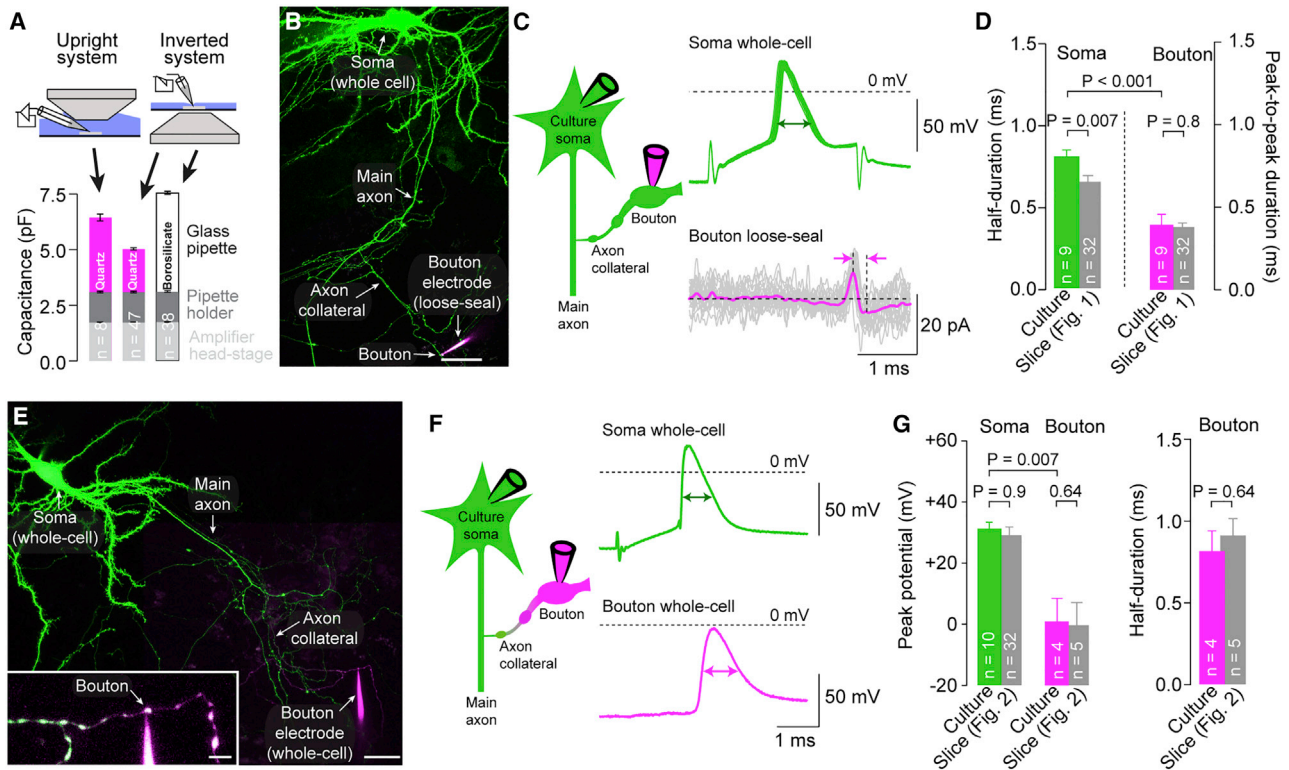 A
Upright
system
Inverted
system
Capacitance (pF)
7.5
5.0
2.5
0.0
Quartz
Quartz
Borosilicate
n = 8
n = 47
n = 38
Glass
pipette
Pipette
holder
Amplifier
head-stage
B
Soma
(whole cell)
Main
axon
Axon
collateral
Bouton
electrode
(loose-seal)
Bouton
C
Culture
soma
Bouton
Axon
collateral
Main
axon
Soma whole-cell
0 mV
50 mV
Bouton loose-seal
20 pA
1 ms
D
Soma
Bouton
P < 0.001
P = 0.007
P = 0.8
Half-duration (ms)
1.5
1.0
0.5
0.0
n = 9
n = 32
n = 9
n = 32
Culture
Slice (Fig. 1)
Culture
Slice (Fig. 1)
1.5
1.0
0.5
0.0
Peak-to-peak duration (ms)
E
Soma
(whole-cell)
Main
axon
Axon
collateral
Bouton
electrode
(whole-cell)
Bouton
F
Culture
soma
Bouton
Axon
collateral
Main
axon
Soma whole-cell
0 mV
50 mV
Bouton whole-cell
0 mV
50 mV
1 ms
G
Soma
Bouton
P = 0.007
P = 0.9
0.64
Peak potential (mV)
+60
+40
+20
0
-20
n = 10
n = 32
n = 4
n = 5
Culture
Slice (Fig. 2)
Culture
Slice (Fig. 2)
Bouton
P = 0.64
Half-duration (ms)
1.5
1.0
0.5
0.0
n = 4
n = 5
Culture
Slice (Fig. 2)